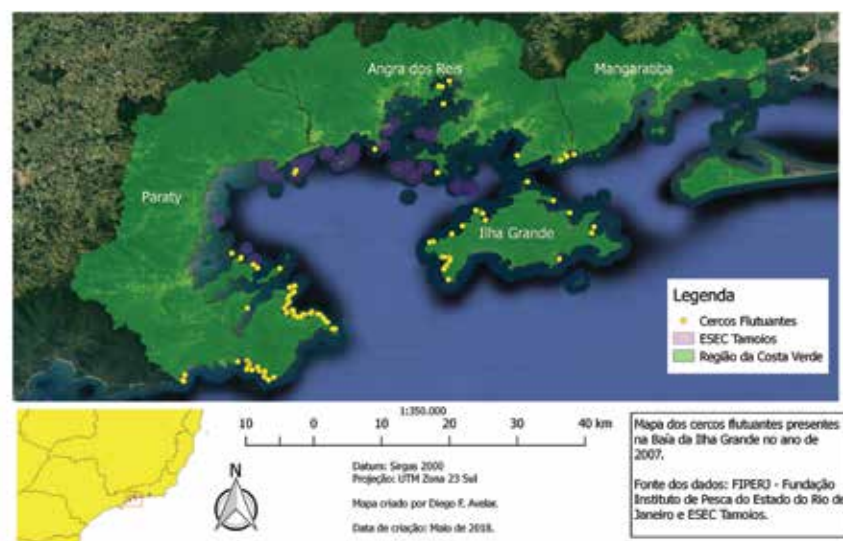 Angra dos Reis
Mangaratiba
Paraty
Ilha Grande
Legenda
Cercos Flutuantes
ESEC Tamoios
Região da Costa Verde
1:350.000
10 0 10 20 30 40 km
N
Datum: Sirgas 2000
Projeção: UTM Zona 23 Sul
Mapa criado por Diego F. Avelar.
Data de criação: Maio de 2018.
Mapa dos cercos flutuantes presentes
na Baía da Ilha Grande no ano de
2007.
Fonte dos dados: FIPERJ - Fundação
Instituto de Pesca do Estado do Rio de
Janeiro e ESEC Tamoios.